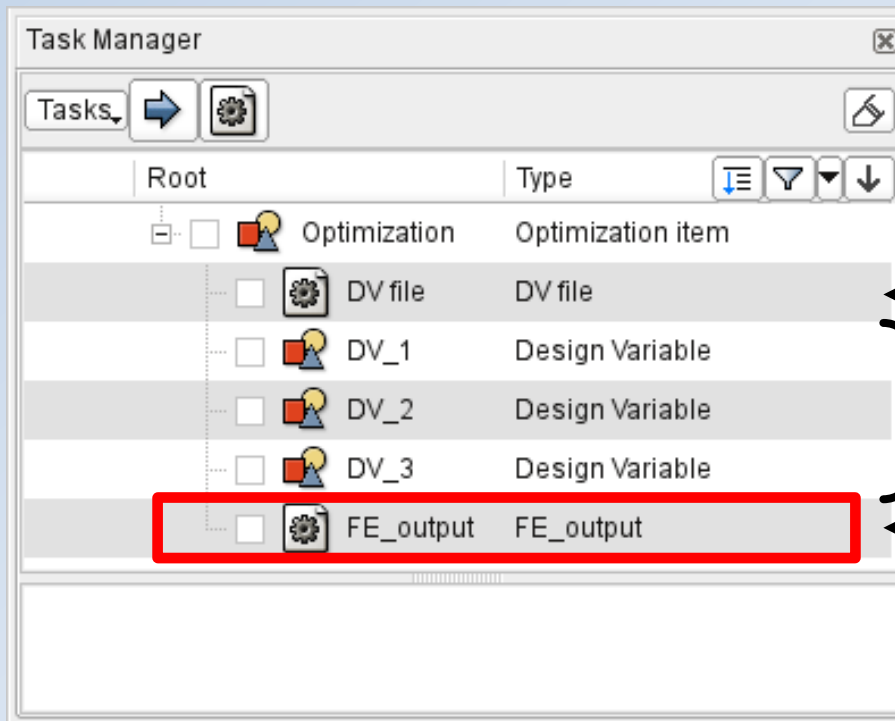 Task Manager
Tasks
Root Type
Optimization Optimization item
DV file DV file
DV_1 Design Variable
DV_2 Design Variable
DV_3 Design Variable
FE_output FE_output